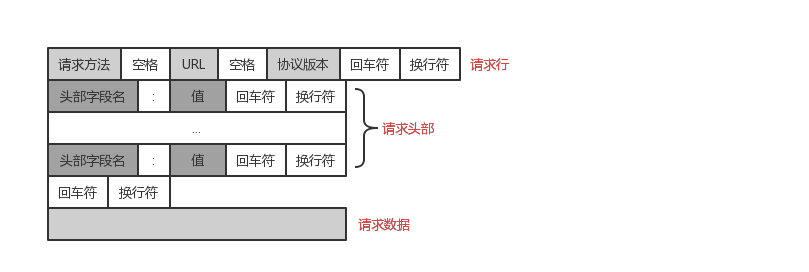 请求方法 空格 URL 空格 协议版本 回车符 换行符 请求行
头部字段名 : 值 回车符 换行符
... 请求头部
头部字段名 : 值 回车符 换行符
回车符 换行符
请求数据